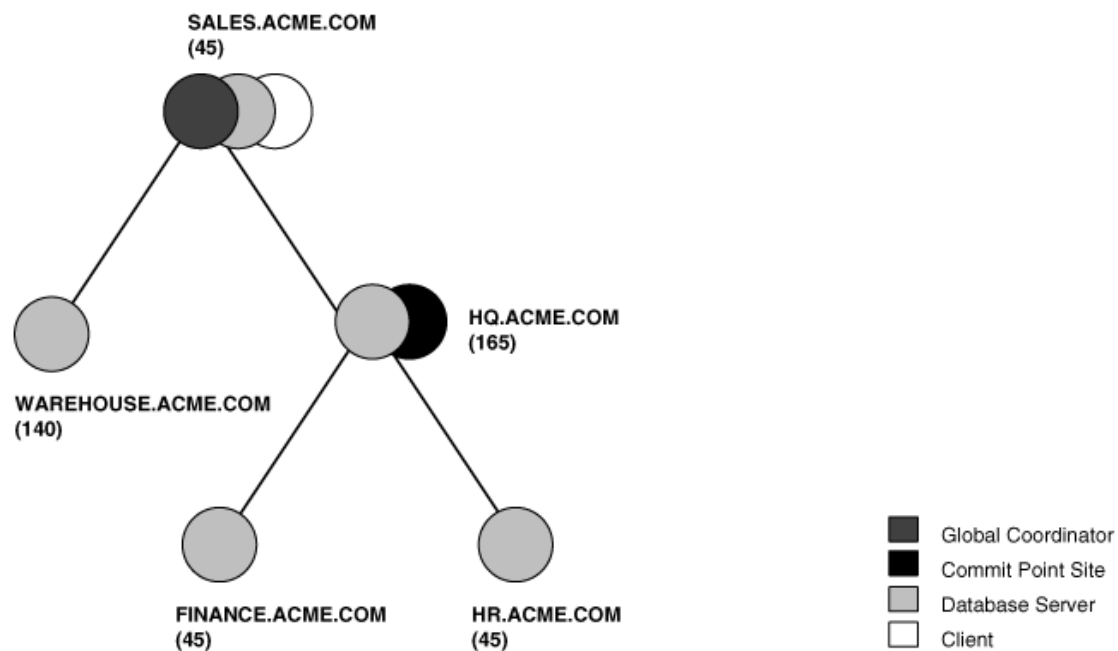 SALES.ACME.COM
(45)
HQ.ACME.COM
(165)
WAREHOUSE.ACME.COM
(140)
FINANCE.ACME.COM
(45)
HR.ACME.COM
(45)
Global Coordinator
Commit Point Site
Database Server
Client